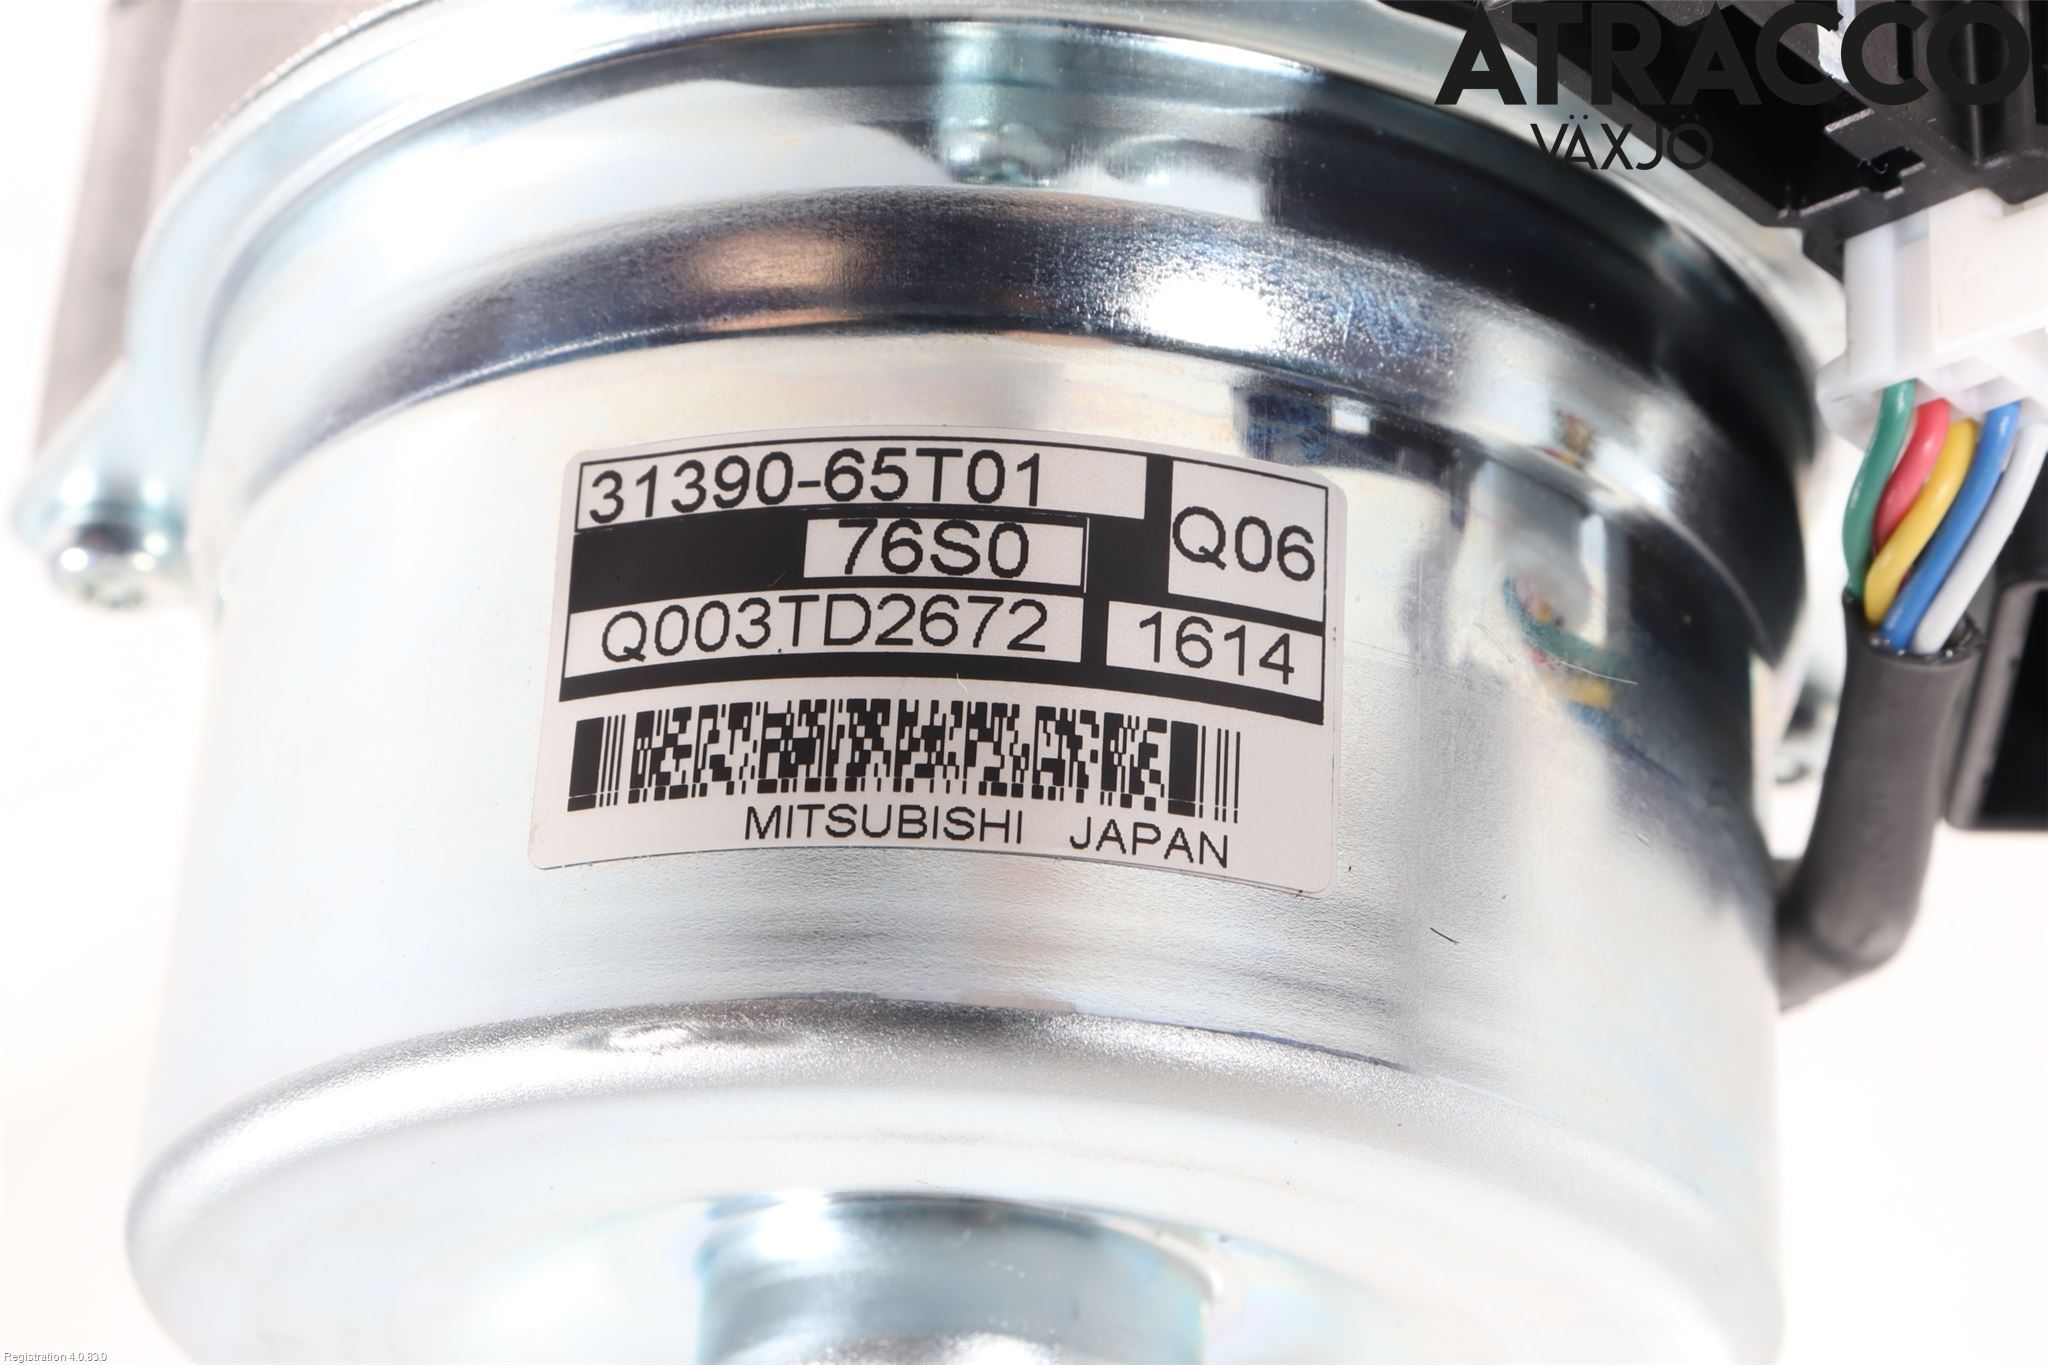 ATRACCO
VÄXJÖ
31390-65T01
76S0
Q06
Q003TD2672
1614
MITSUBISHI JAPAN
Registration 4.0.83.0